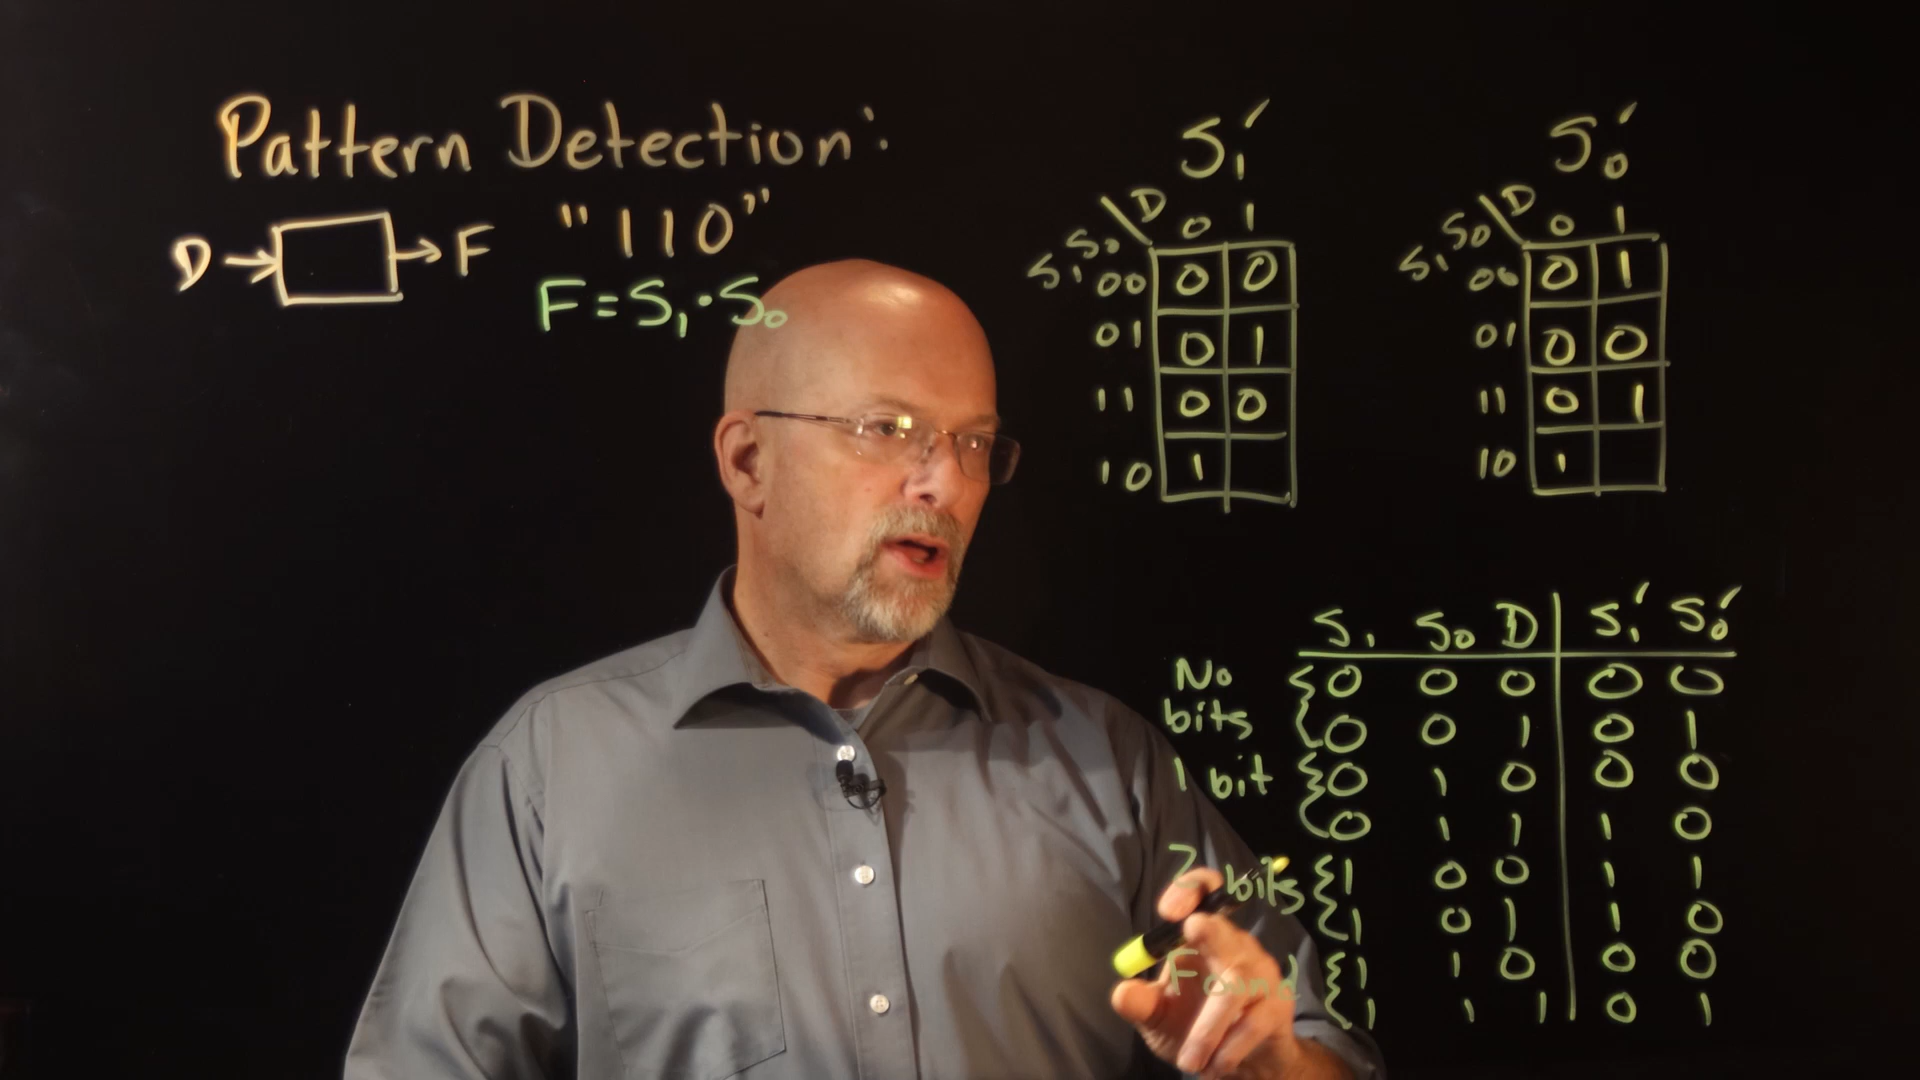 Pattern Detection:
D → F
"110"
F = S₁·S₀
S₁′
S₁S₀ \ D 0 1
00 0 0
01 0 1
11 0 0
10 1
S₀′
S₁S₀ \ D 0 1
00 0 1
01 0 0
11 0 1
10 1
S₁ S₀ D S₁′ S₀′
No bits { 0 0 0 0 0
0 0 1 0 1
1 bit { 0 1 0 0 0
0 1 1 1 0
2 bits { 1 0 0 1 1
1 0 1 1 0
Found { 1 1 0 0 0
1 1 1 0 1